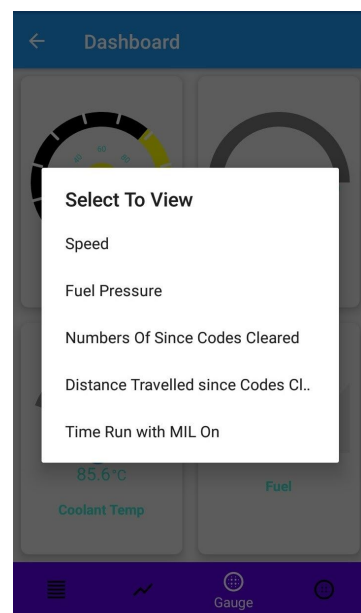 Dashboard
Select To View
Speed
Fuel Pressure
Numbers Of Since Codes Cleared
Distance Travelled since Codes Cl..
Time Run with MIL On
85.6°C
Fuel
Coolant Temp
Gauge